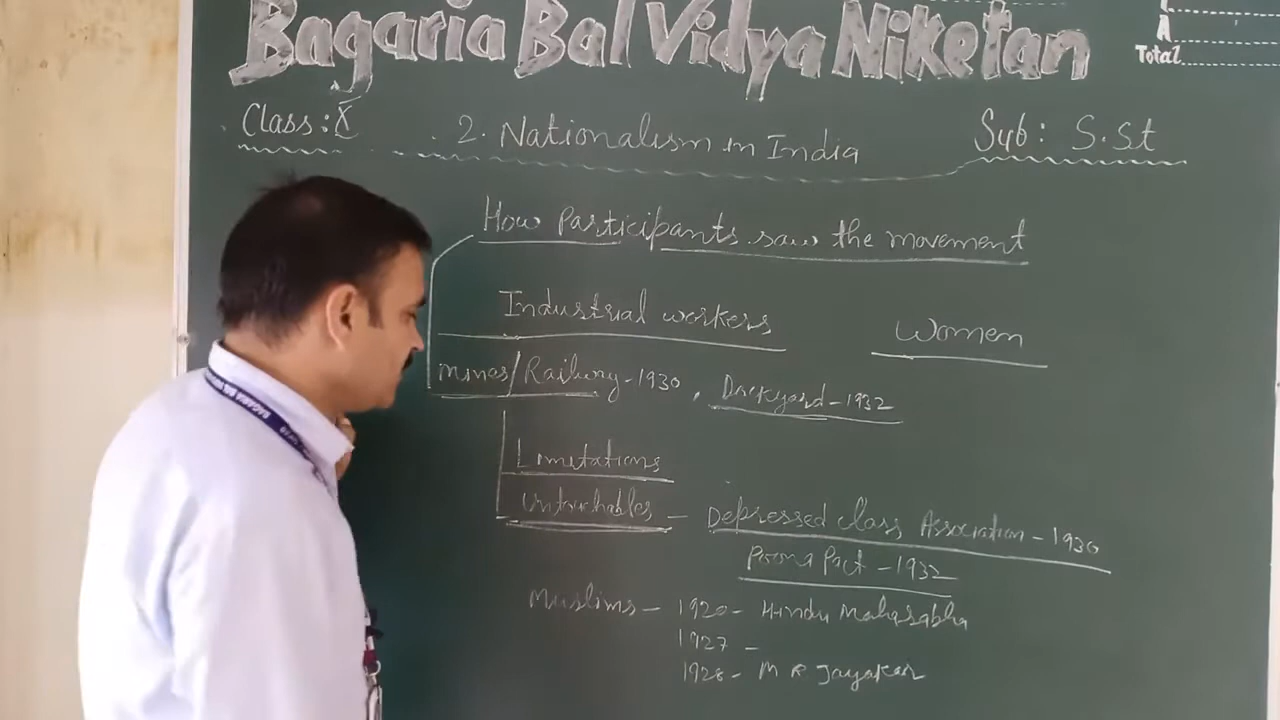 Bagaria Bal Vidya Niketan
A
Total
Class: X
2. Nationalism in India
Sub: S.St
How Participants saw the movement
Industrial workers
Women
Mines/Railway-1930, Dockyard-1932
Limitations
Untouchables - Depressed class Association - 1930
Poona Pact - 1932
Muslims - 1920 - Hindu Mahasabha
1927 -
1928 - M R Jayakar
BAGARIA BAL